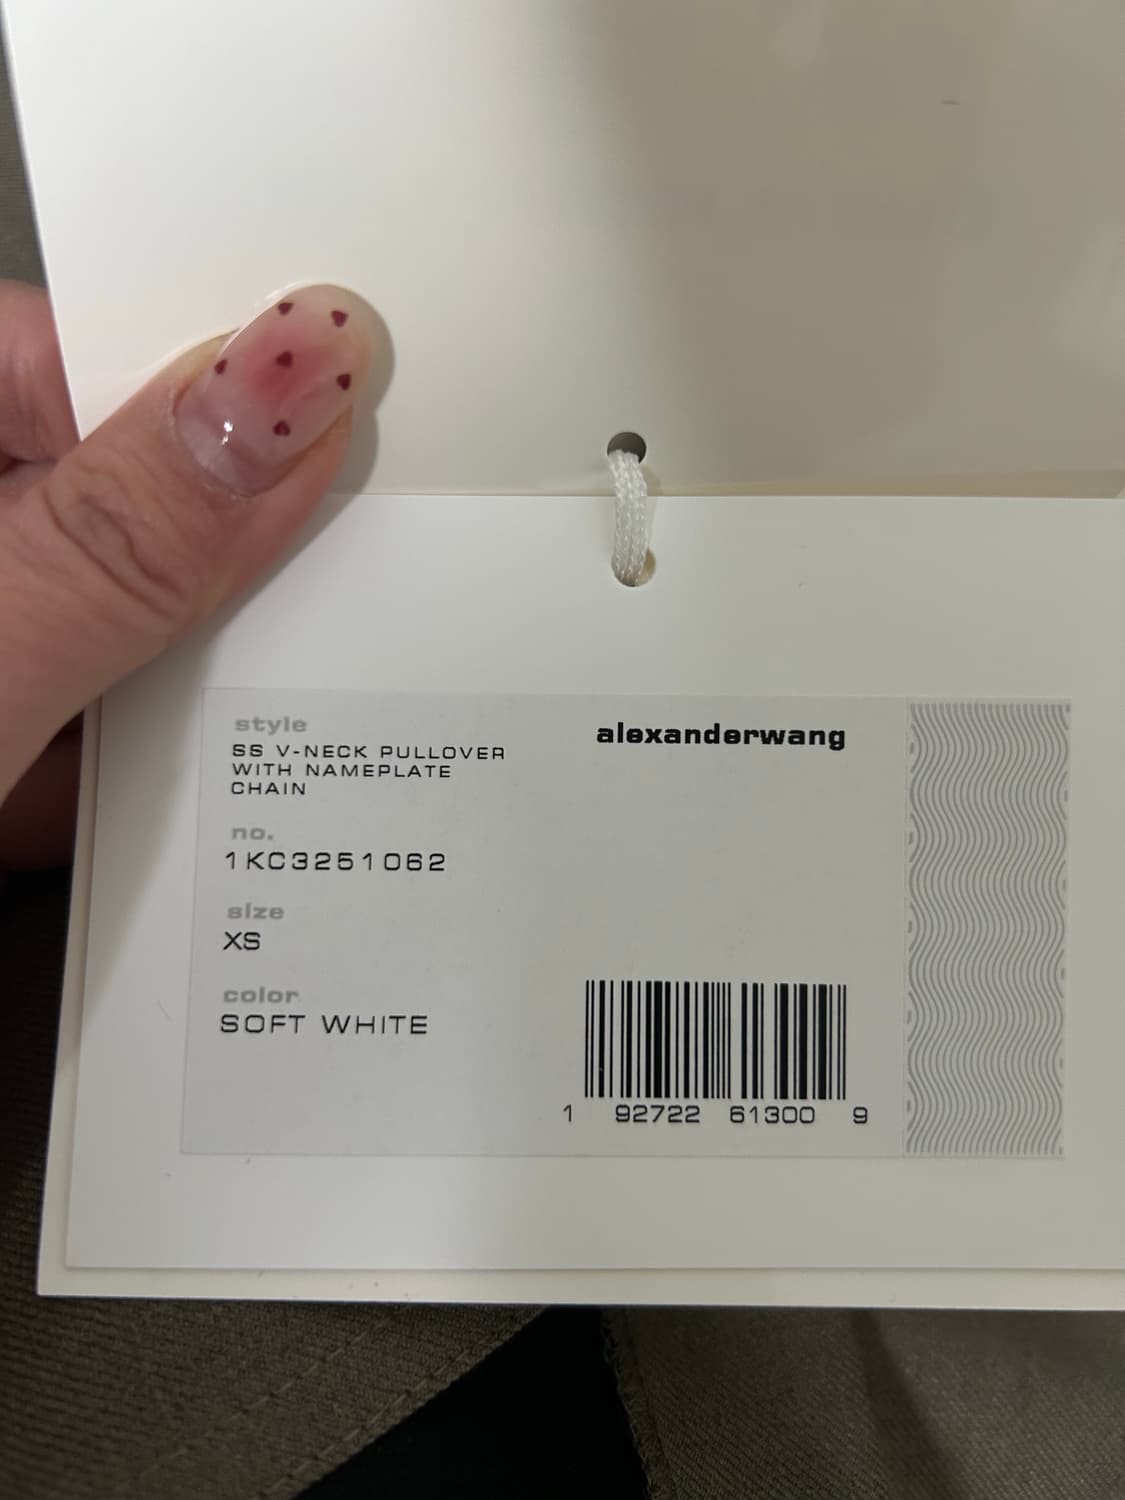 style
SS V-NECK PULLOVER
WITH NAMEPLATE
CHAIN
alexanderwang
no.
1KC3251062
size
XS
color
SOFT WHITE
1 92722 61300 9